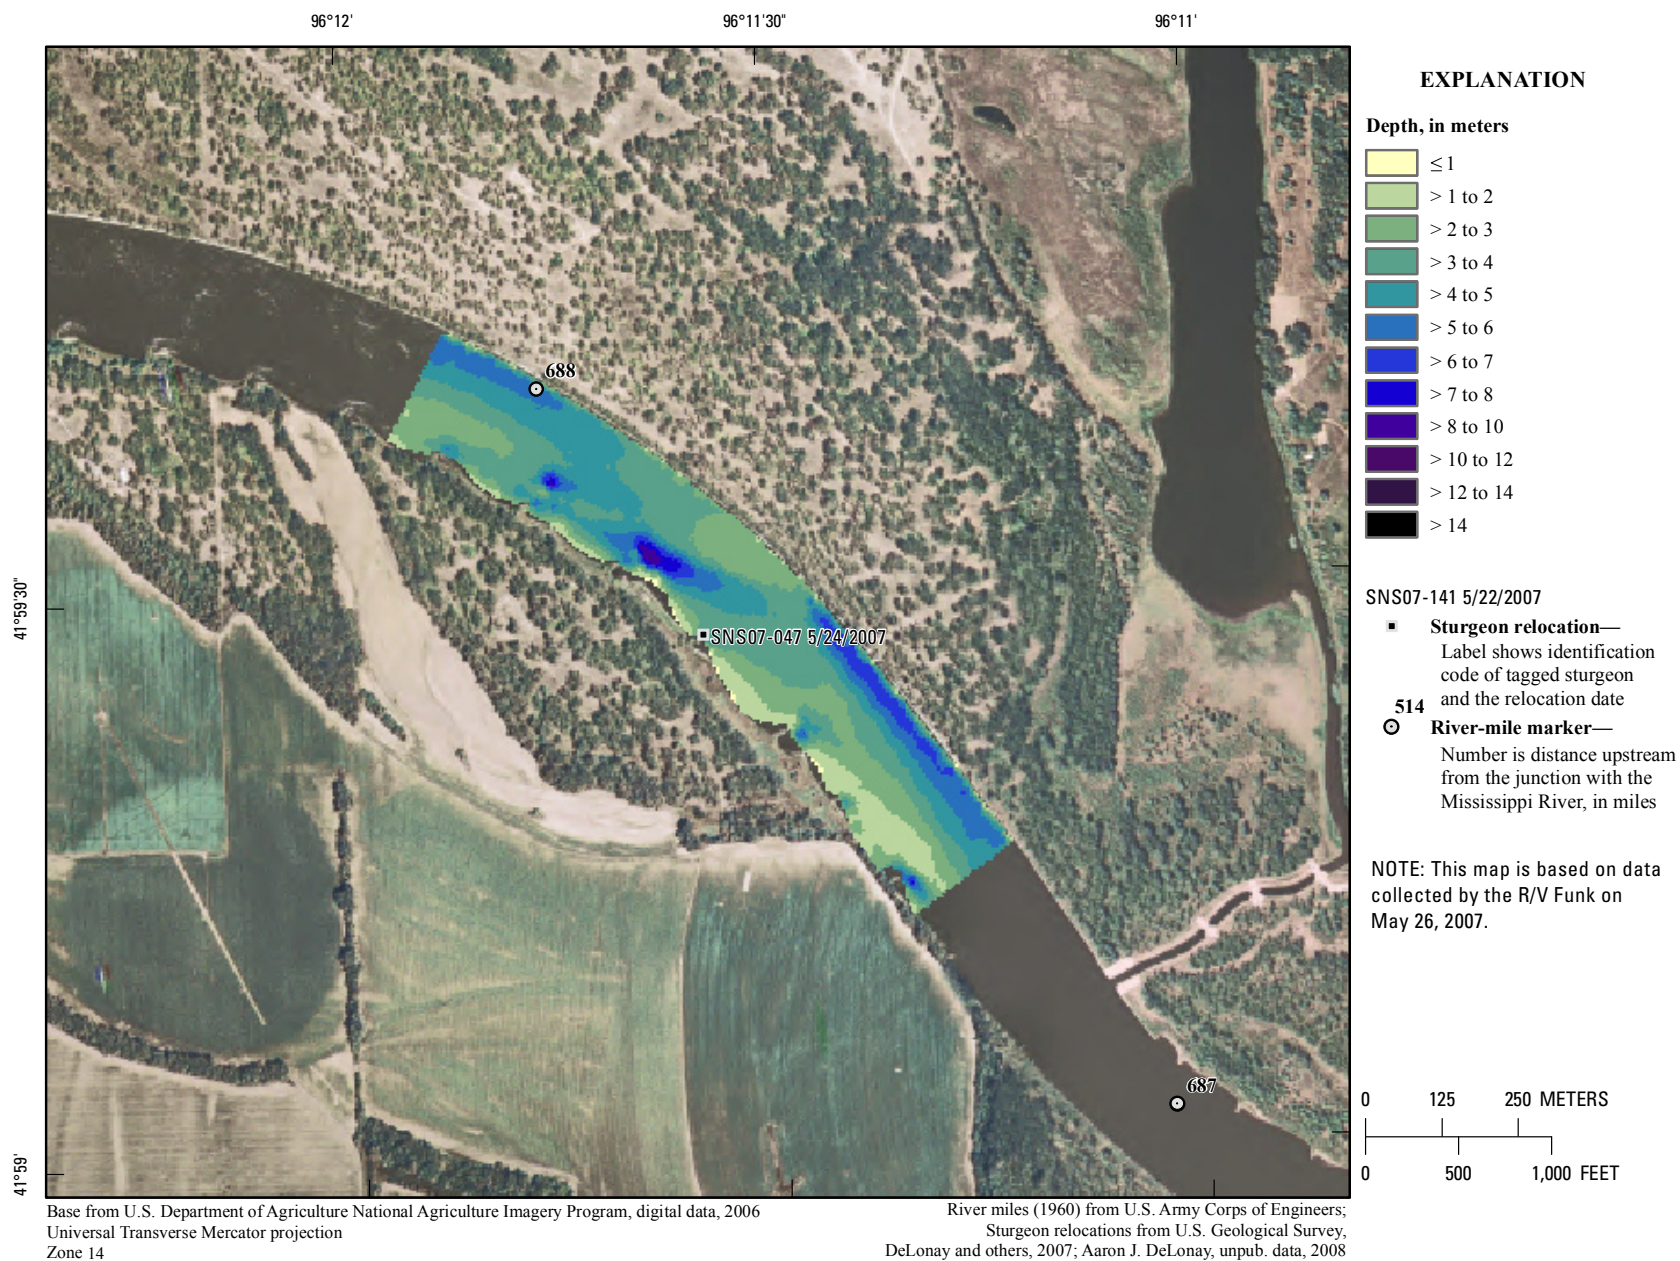 96°12'
96°11'30"
96°11'
41°59'30"
41°59'
688
SNS07-047 5/24/2007
687
EXPLANATION
Depth, in meters
≤ 1
> 1 to 2
> 2 to 3
> 3 to 4
> 4 to 5
> 5 to 6
> 6 to 7
> 7 to 8
> 8 to 10
> 10 to 12
> 12 to 14
> 14
SNS07-141 5/22/2007
Sturgeon relocation—
Label shows identification
code of tagged sturgeon
and the relocation date
514
River-mile marker—
Number is distance upstream
from the junction with the
Mississippi River, in miles
NOTE: This map is based on data
collected by the R/V Funk on
May 26, 2007.
0 125 250 METERS
0 500 1,000 FEET
Base from U.S. Department of Agriculture National Agriculture Imagery Program, digital data, 2006
Universal Transverse Mercator projection
Zone 14
River miles (1960) from U.S. Army Corps of Engineers;
Sturgeon relocations from U.S. Geological Survey,
DeLonay and others, 2007; Aaron J. DeLonay, unpub. data, 2008